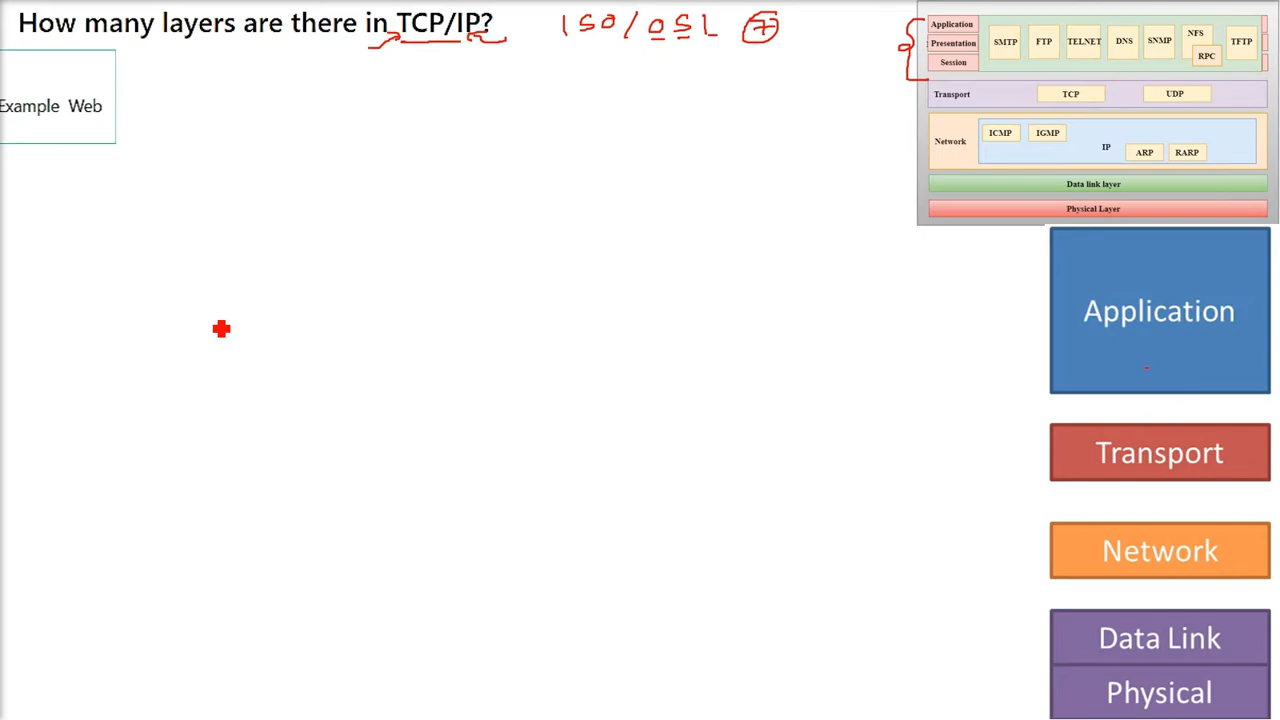 How many layers are there in TCP/IP?
ISO/OSI 7
Example Web
Application
Presentation
Session
SMTP FTP TELNET DNS SNMP NFS RPC TFTP
Transport TCP UDP
Network ICMP IGMP IP ARP RARP
Data link layer
Physical Layer
Application
Transport
Network
Data Link
Physical